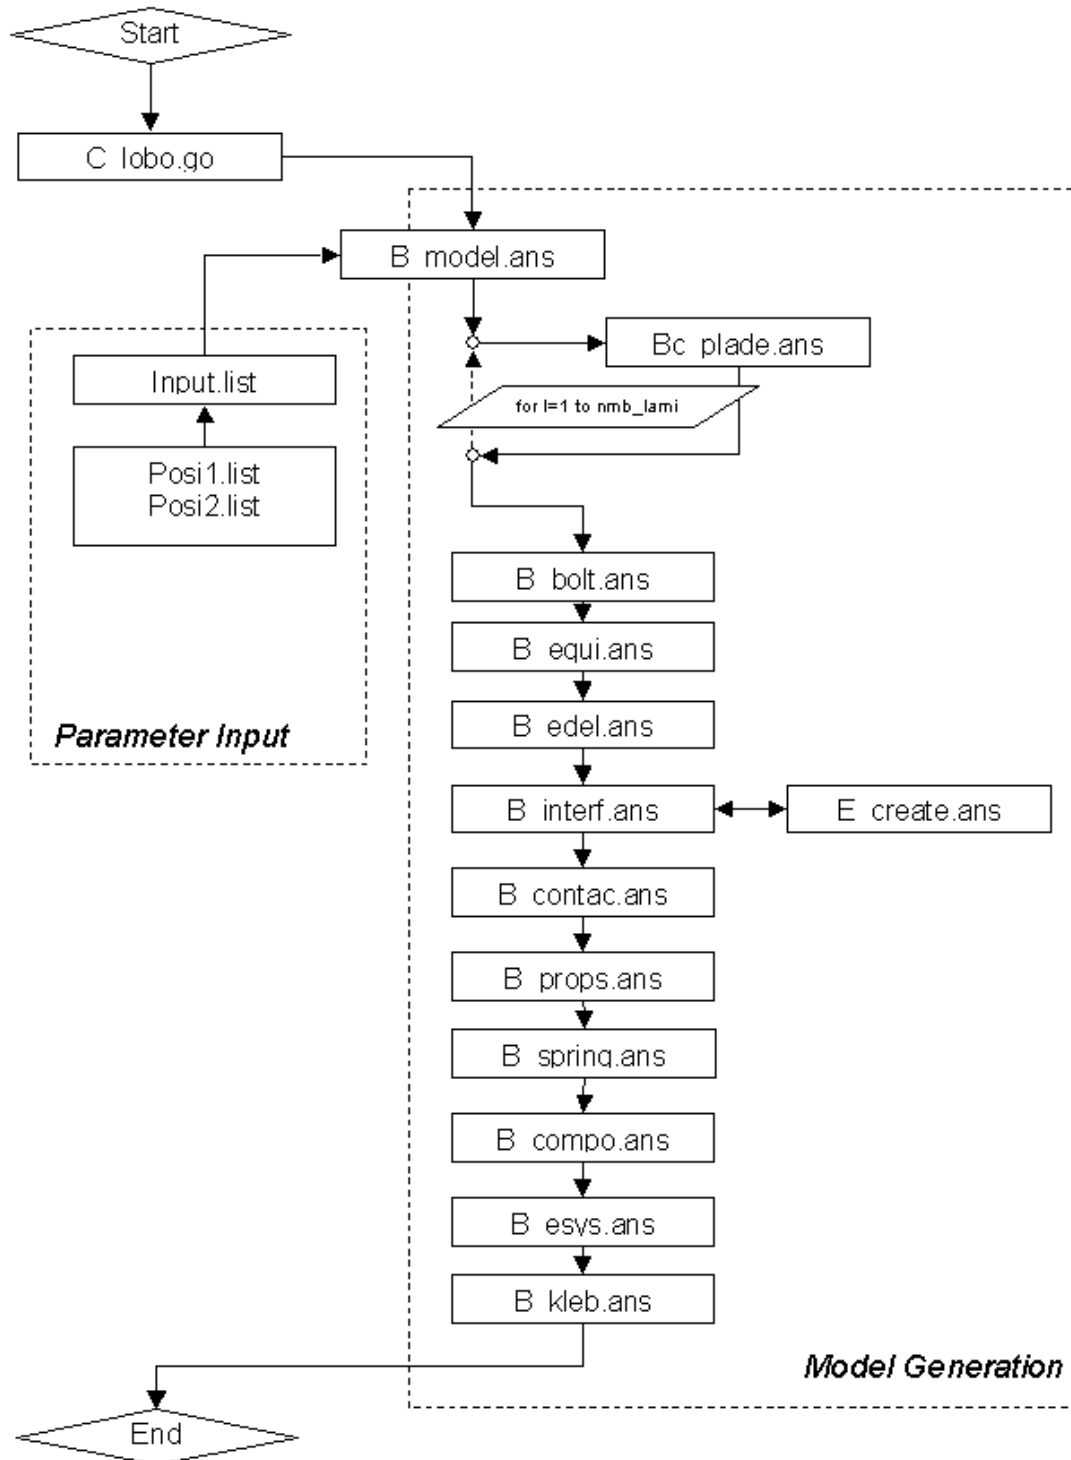 Start
C lobo.go
B model.ans
Bc plade.ans
for I=1 to nmb_lami
Input.list
Posi1.list
Posi2.list
Parameter Input
B bolt.ans
B equi.ans
B edel.ans
B interf.ans
E create.ans
B contac.ans
B props.ans
B spring.ans
B compo.ans
B esys.ans
B kleb.ans
Model Generation
End